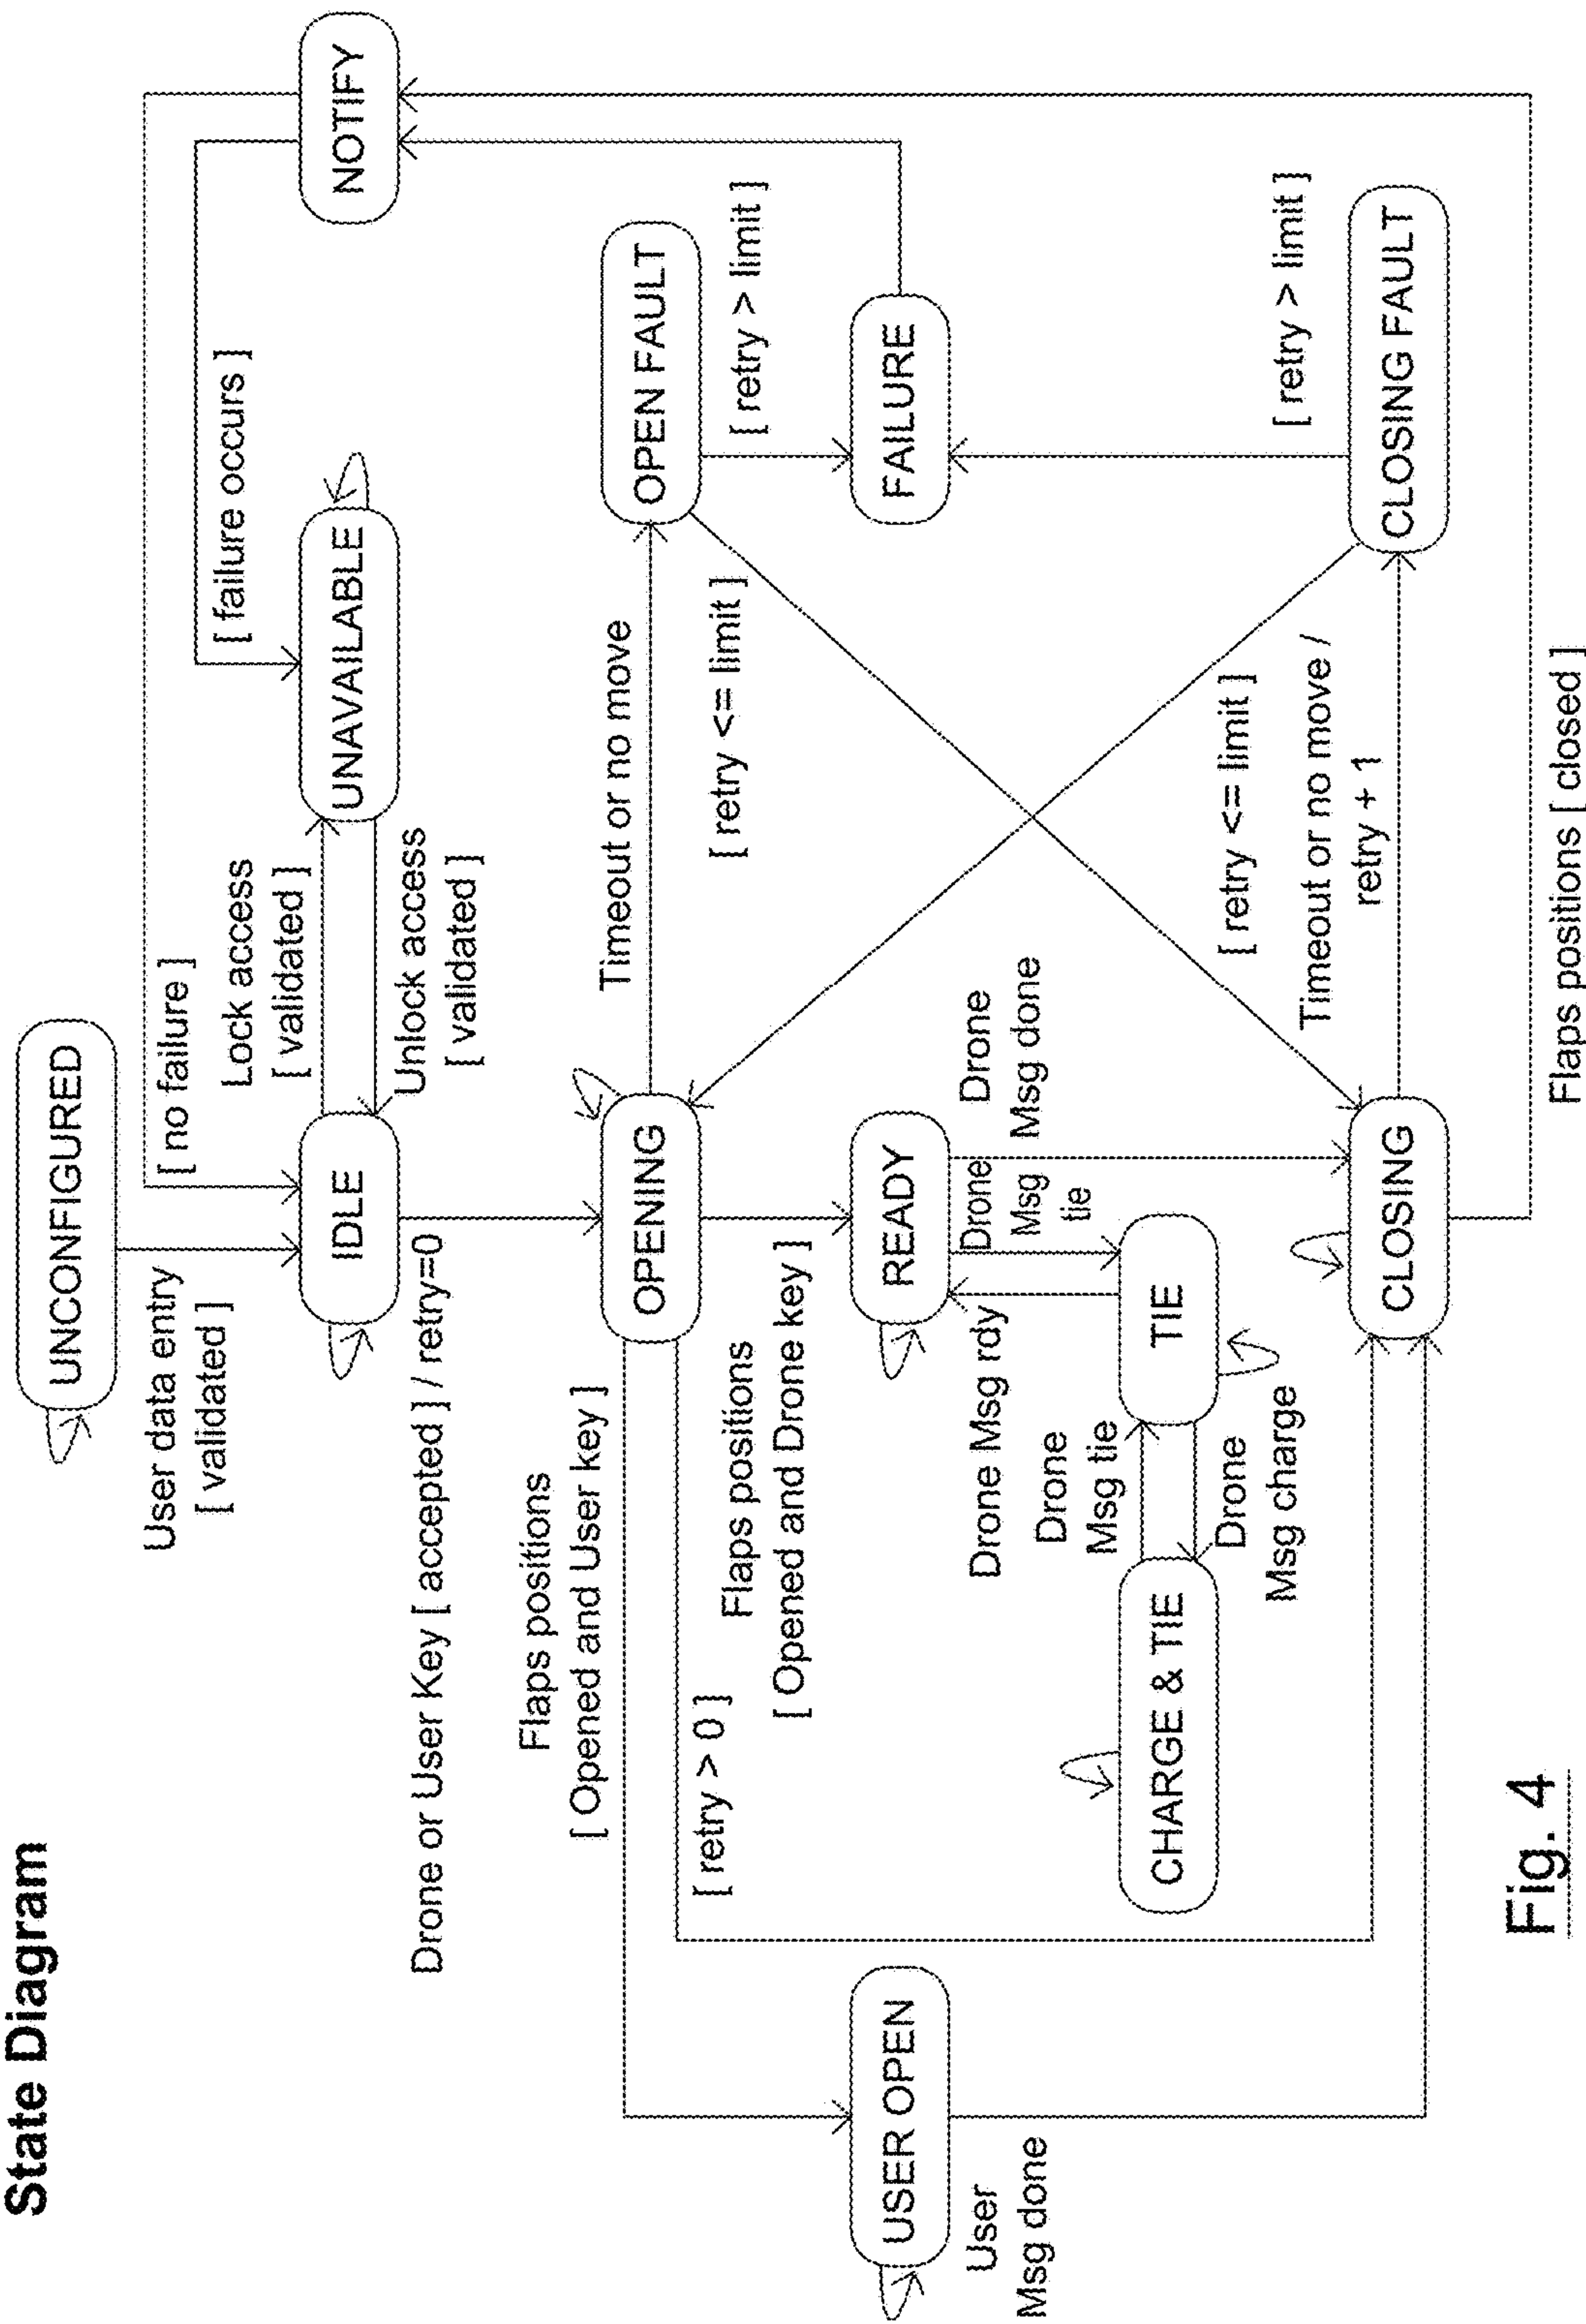 State Diagram
UNCONFIGURED
User data entry
[ validated ]
[ no failure ]
Lock access
[ validated ]
[ failure occurs ]
IDLE
UNAVAILABLE
NOTIFY
Unlock access
[ validated ]
Drone or User Key [ accepted ] / retry=0
Flaps positions
[ Opened and User key ]
OPENING
Timeout or no move
OPEN FAULT
[ retry > 0 ]
Flaps positions
[ Opened and Drone key ]
[ retry <= limit ]
[ retry > limit ]
USER OPEN
READY
FAILURE
User
Msg done
Drone Msg rdy
Drone
Msg
tie
Drone
Msg done
Drone
Msg tie
CHARGE & TIE
TIE
Drone
Msg charge
[ retry <= limit ]
[ retry > limit ]
Timeout or no move /
retry + 1
CLOSING
CLOSING FAULT
Flaps positions [ closed ]
Fig. 4